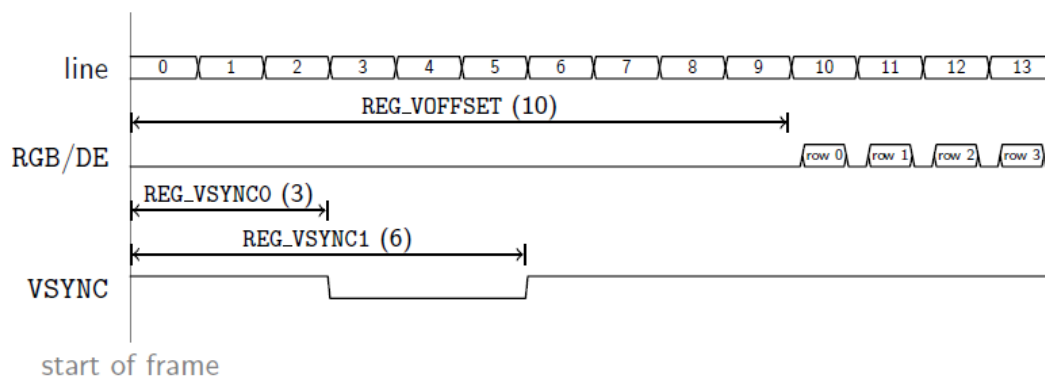 line 0 1 2 3 4 5 6 7 8 9 10 11 12 13
REG_VOFFSET (10)
RGB/DE row 0 row 1 row 2 row 3
REG_VSYNC0 (3)
REG_VSYNC1 (6)
VSYNC
start of frame